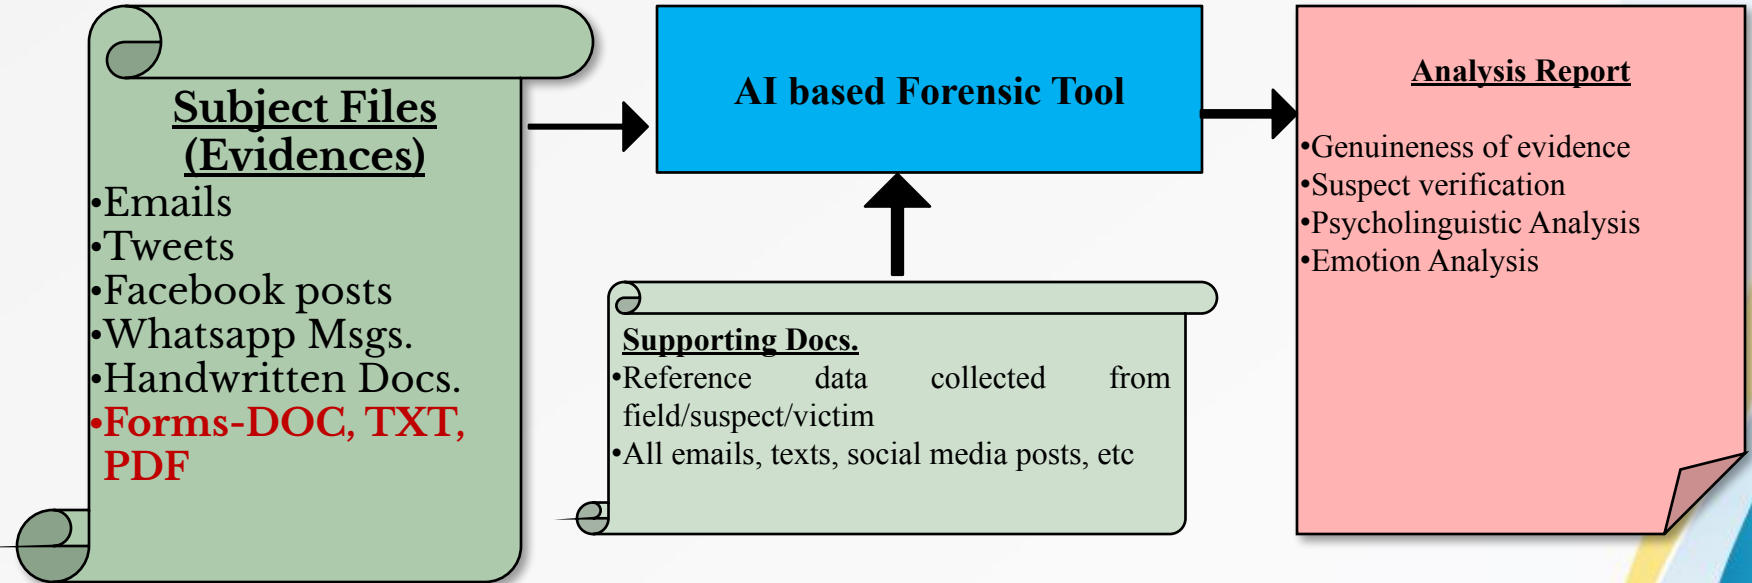 Subject Files
(Evidences)
•Emails
•Tweets
•Facebook posts
•Whatsapp Msgs.
•Handwritten Docs.
•Forms-DOC, TXT,
PDF
AI based Forensic Tool
Supporting Docs.
•Reference data collected from
field/suspect/victim
•All emails, texts, social media posts, etc
Analysis Report
•Genuineness of evidence
•Suspect verification
•Psycholinguistic Analysis
•Emotion Analysis